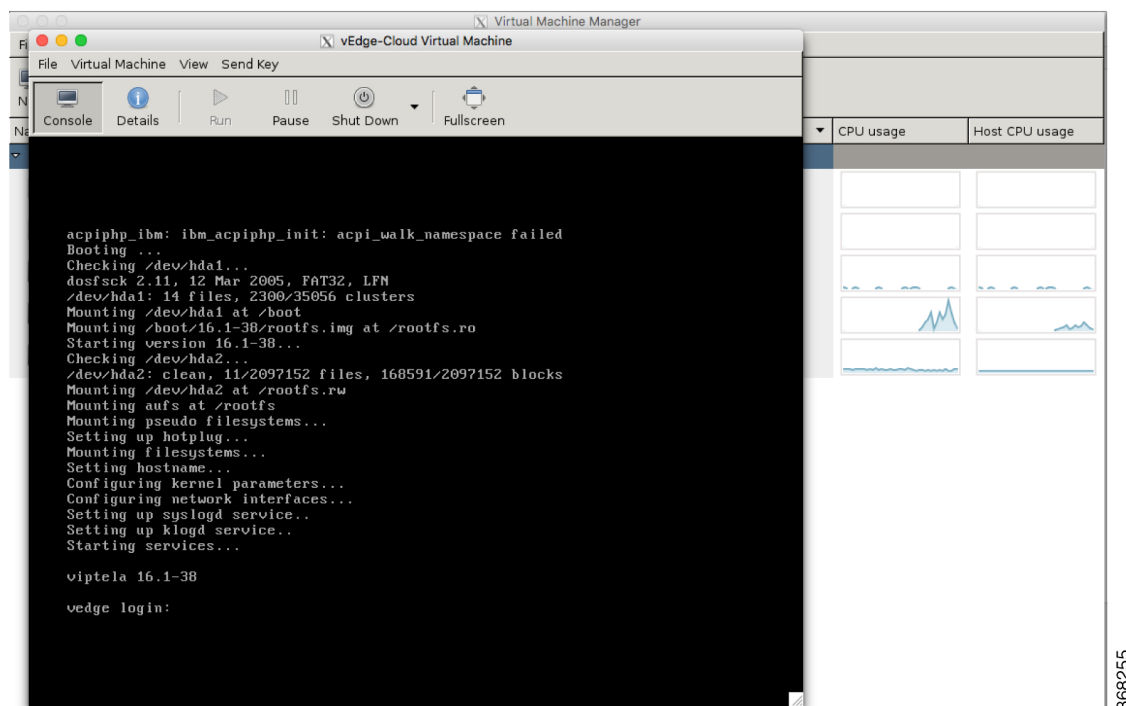 Virtual Machine Manager
Fi
vEdge-Cloud Virtual Machine
File Virtual Machine View Send Key
N
Console Details Run Pause Shut Down Fullscreen
Na
CPU usage Host CPU usage
acpiphp_ibm: ibm_acpiphp_init: acpi_walk_namespace failed
Booting ...
Checking /dev/hda1...
dosfsck 2.11, 12 Mar 2005, FAT32, LFN
/dev/hda1: 14 files, 2300/35056 clusters
Mounting /dev/hda1 at /boot
Mounting /boot/16.1-38/rootfs.img at /rootfs.ro
Starting version 16.1-38...
Checking /dev/hda2...
/dev/hda2: clean, 11/2097152 files, 168591/2097152 blocks
Mounting /dev/hda2 at /rootfs.rw
Mounting aufs at /rootfs
Mounting pseudo filesystems...
Setting up hotplug...
Mounting filesystems...
Setting hostname...
Configuring kernel parameters...
Configuring network interfaces...
Setting up syslogd service..
Setting up klogd service..
Starting services...
viptela 16.1-38
vedge login:
368255